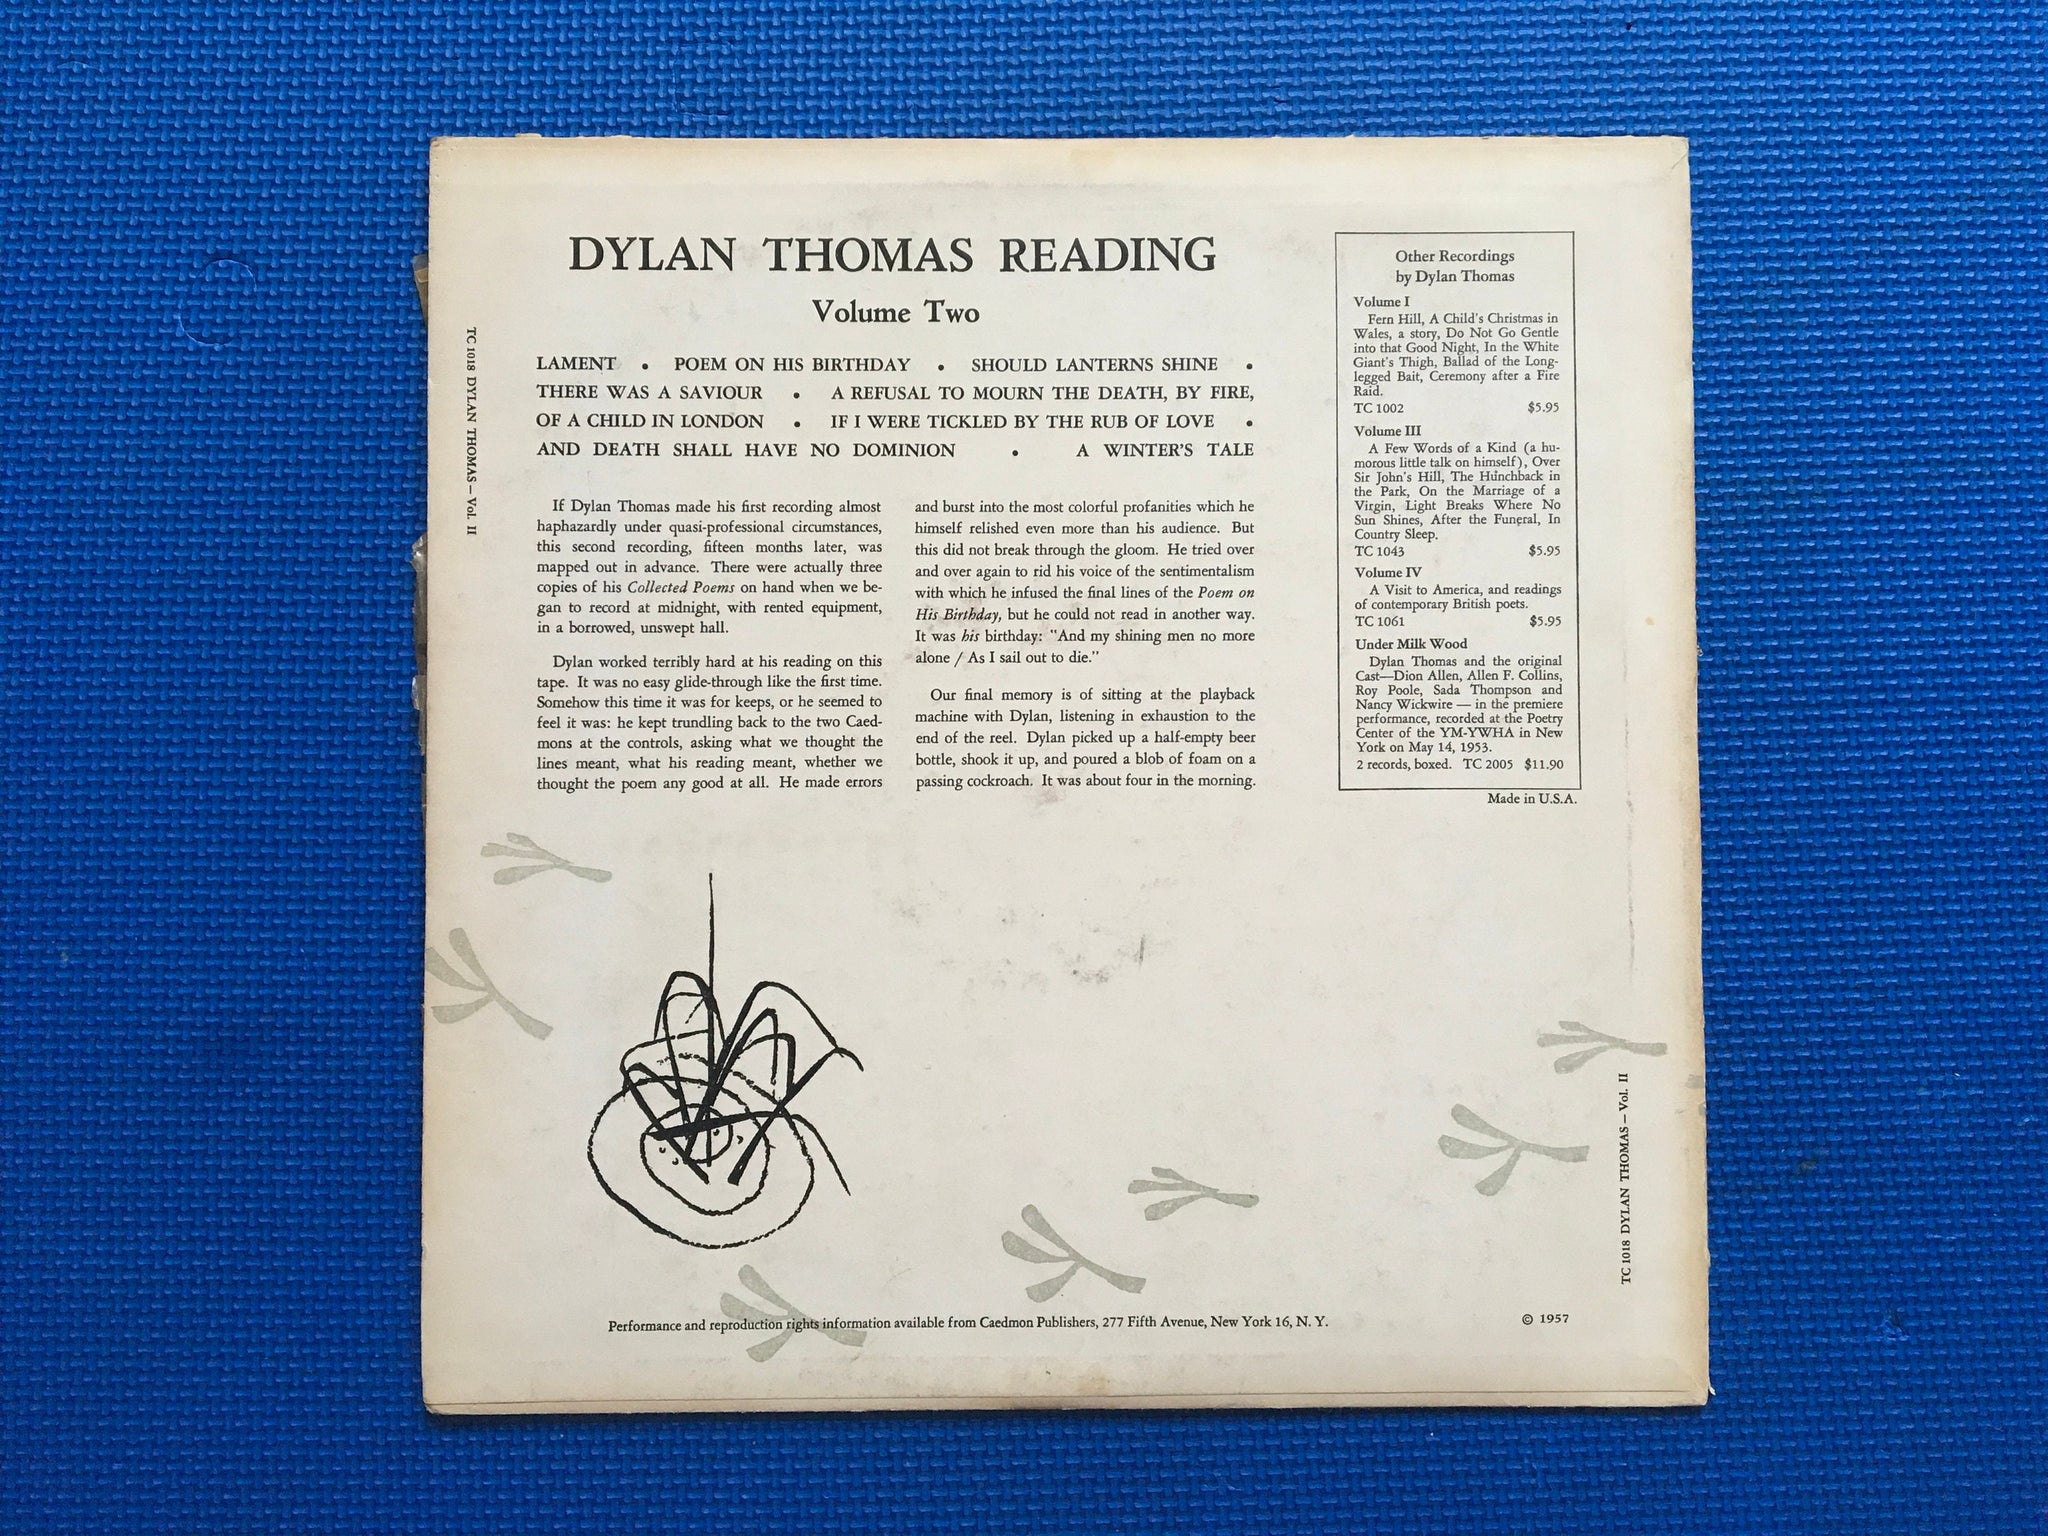 DYLAN THOMAS READING
Volume Two
LAMENT • POEM ON HIS BIRTHDAY • SHOULD LANTERNS SHINE •
THERE WAS A SAVIOUR • A REFUSAL TO MOURN THE DEATH, BY FIRE,
OF A CHILD IN LONDON • IF I WERE TICKLED BY THE RUB OF LOVE •
AND DEATH SHALL HAVE NO DOMINION • A WINTER'S TALE
If Dylan Thomas made his first recording almost
haphazardly under quasi-professional circumstances,
this second recording, fifteen months later, was
mapped out in advance. There were actually three
copies of his Collected Poems on hand when we be-
gan to record at midnight, with rented equipment,
in a borrowed, unswept hall.
Dylan worked terribly hard at his reading on this
tape. It was no easy glide-through like the first time.
Somehow this time it was for keeps, or he seemed to
feel it was: he kept trundling back to the two Caed-
mons at the controls, asking what we thought the
lines meant, what his reading meant, whether we
thought the poem any good at all. He made errors
and burst into the most colorful profanities which he
himself relished even more than his audience. But
this did not break through the gloom. He tried over
and over again to rid his voice of the sentimentalism
with which he infused the final lines of the Poem on
His Birthday, but he could not read in another way.
It was his birthday: "And my shining men no more
alone / As I sail out to die."
Our final memory is of sitting at the playback
machine with Dylan, listening in exhaustion to the
end of the reel. Dylan picked up a half-empty beer
bottle, shook it up, and poured a blob of foam on a
passing cockroach. It was about four in the morning.
Other Recordings
by Dylan Thomas
Volume I
Fern Hill, A Child's Christmas in
Wales, a story, Do Not Go Gentle
into that Good Night, In the White
Giant's Thigh, Ballad of the Long-
legged Bait, Ceremony after a Fire
Raid.
TC 1002 $5.95
Volume III
A Few Words of a Kind (a hu-
morous little talk on himself), Over
Sir John's Hill, The Hunchback in
the Park, On the Marriage of a
Virgin, Light Breaks Where No
Sun Shines, After the Funeral, In
Country Sleep.
TC 1043 $5.95
Volume IV
A Visit to America, and readings
of contemporary British poets.
TC 1061 $5.95
Under Milk Wood
Dylan Thomas and the original
Cast—Dion Allen, Allen F. Collins,
Roy Poole, Sada Thompson and
Nancy Wickwire — in the premiere
performance, recorded at the Poetry
Center of the YM-YWHA in New
York on May 14, 1953.
2 records, boxed. TC 2005 $11.90
Made in U.S.A.
TC 1018 DYLAN THOMAS — Vol. II
TC 1018 DYLAN THOMAS — Vol. II
Performance and reproduction rights information available from Caedmon Publishers, 277 Fifth Avenue, New York 16, N. Y.
© 1957